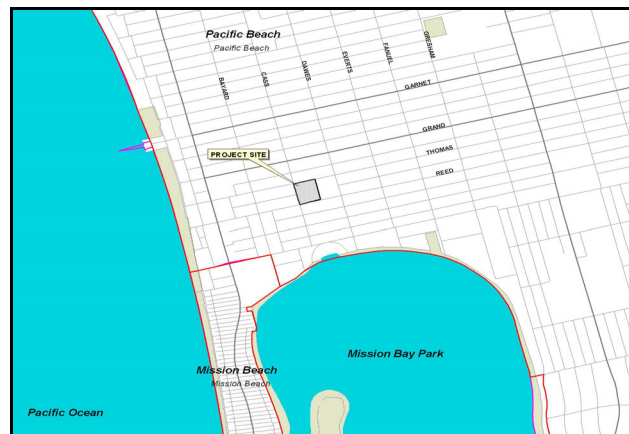 Pacific Beach
Pacific Beach
BAYARD
CASS
DAWES
EVERTS
FANUEL
GRESHAM
GARNET
GRAND
THOMAS
REED
PROJECT SITE
Mission Bay Park
Mission Beach
Mission Beach
Pacific Ocean